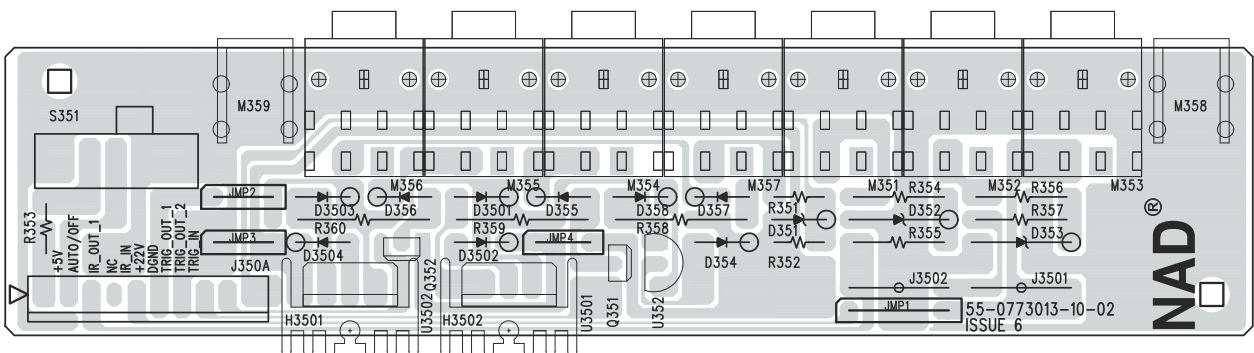 S351
M359
M358
JMP2
M356
M355
M354
M357
M351
R354
M352
R356
M353
D3503
D356
D3501
D355
D358
D357
R351
D352
R357
R353
+5V
AUTO/OFF
IR_OUT_1
NC
NC
IR_IN
+22V
DGND
TRIG_OUT_1
TRIG_OUT_2
TRIG_IN
JMP3
R360
R359
JMP4
R358
D351
R355
D353
®
NAD
D3504
D3502
D354
R352
J350A
J3502
J3501
Q352
U3502
U3501
Q351
U352
H3501
H3502
JMP1
55-0773013-10-02
ISSUE 6